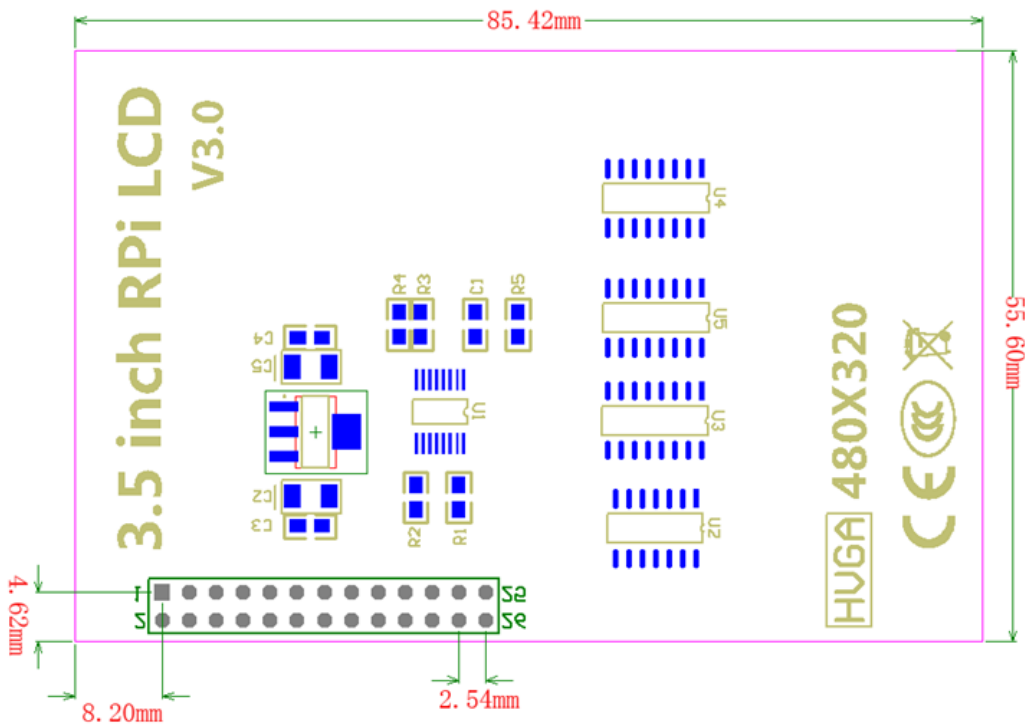 85.42mm
3.5 inch RPi LCD
V3.0
U4
R4
R3
C1
R5
U5
C4
C5
55.60mm
U1
U3
480X320
HVGA
C2
C3
R2
R1
U2
1
25
2
26
4.62mm
8.20mm
2.54mm
CCC
CE